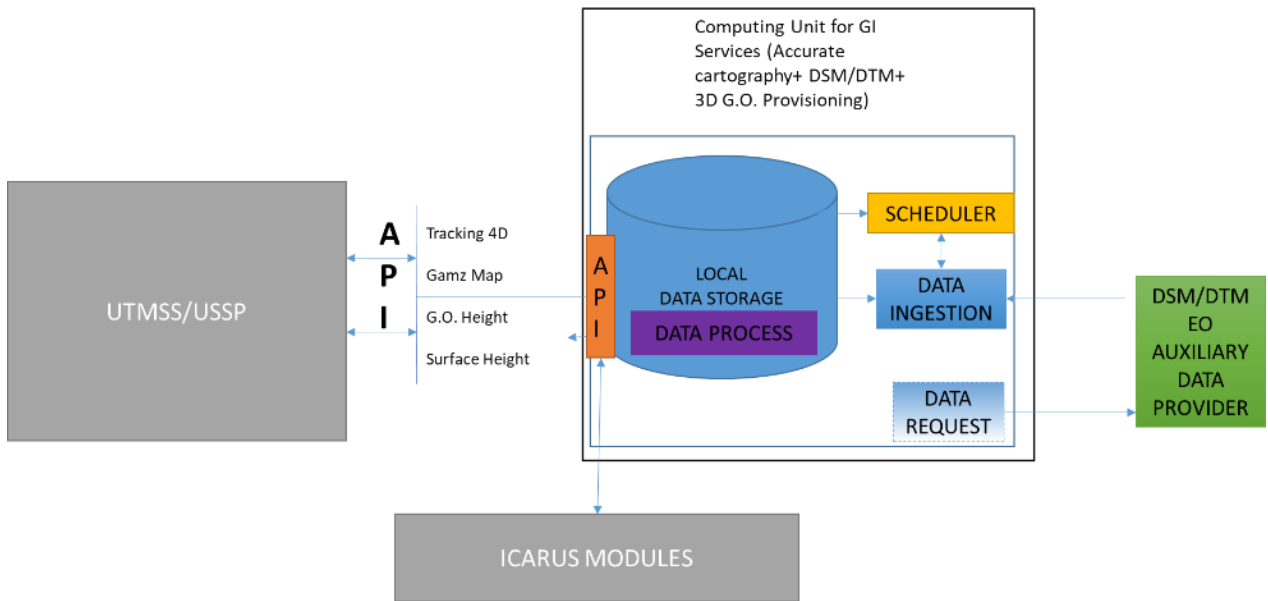 Computing Unit for GI
Services (Accurate
cartography+ DSM/DTM+
3D G.O. Provisioning)
UTMSS/USSP
A
P
I
Tracking 4D
Gamz Map
G.O. Height
Surface Height
A
P
I
LOCAL
DATA STORAGE
DATA PROCESS
SCHEDULER
DATA
INGESTION
DATA
REQUEST
DSM/DTM
EO
AUXILIARY
DATA
PROVIDER
ICARUS MODULES